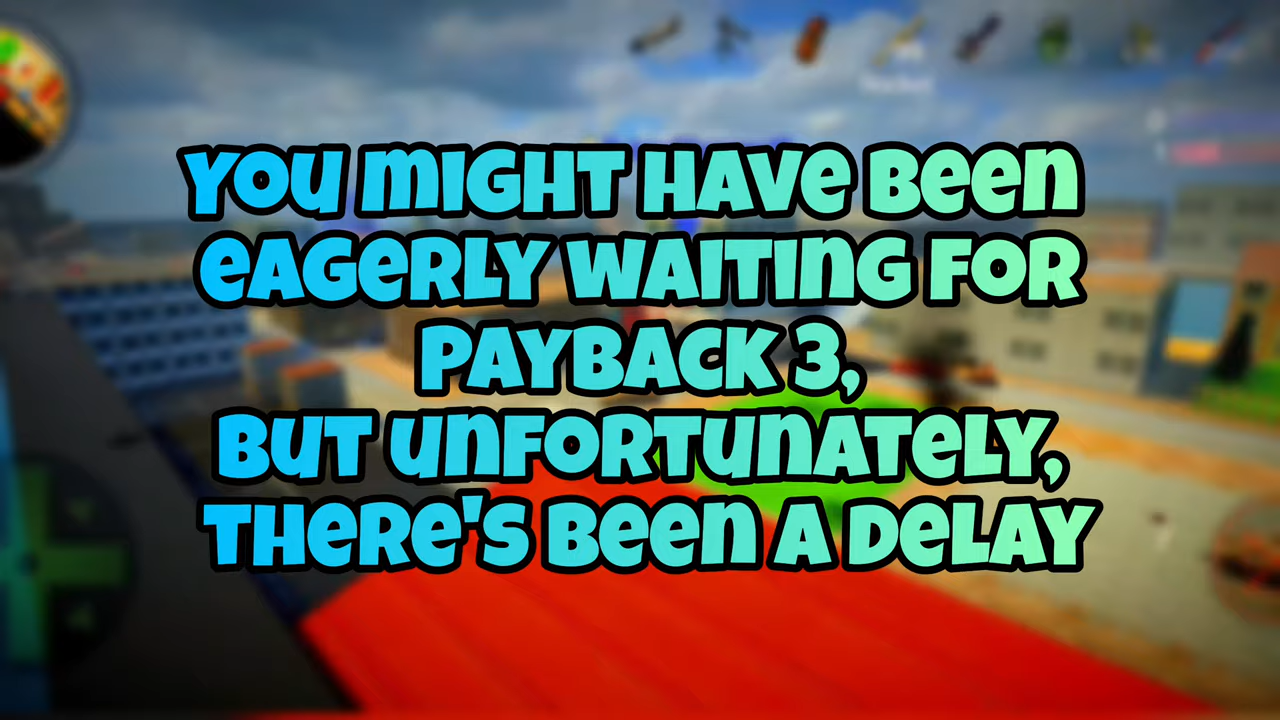 YOU MIGHT HAVE BEEN
EAGERLY WAITING FOR
PAYBACK 3,
BUT UNFORTUNATELY,
THERE'S BEEN A DELAY